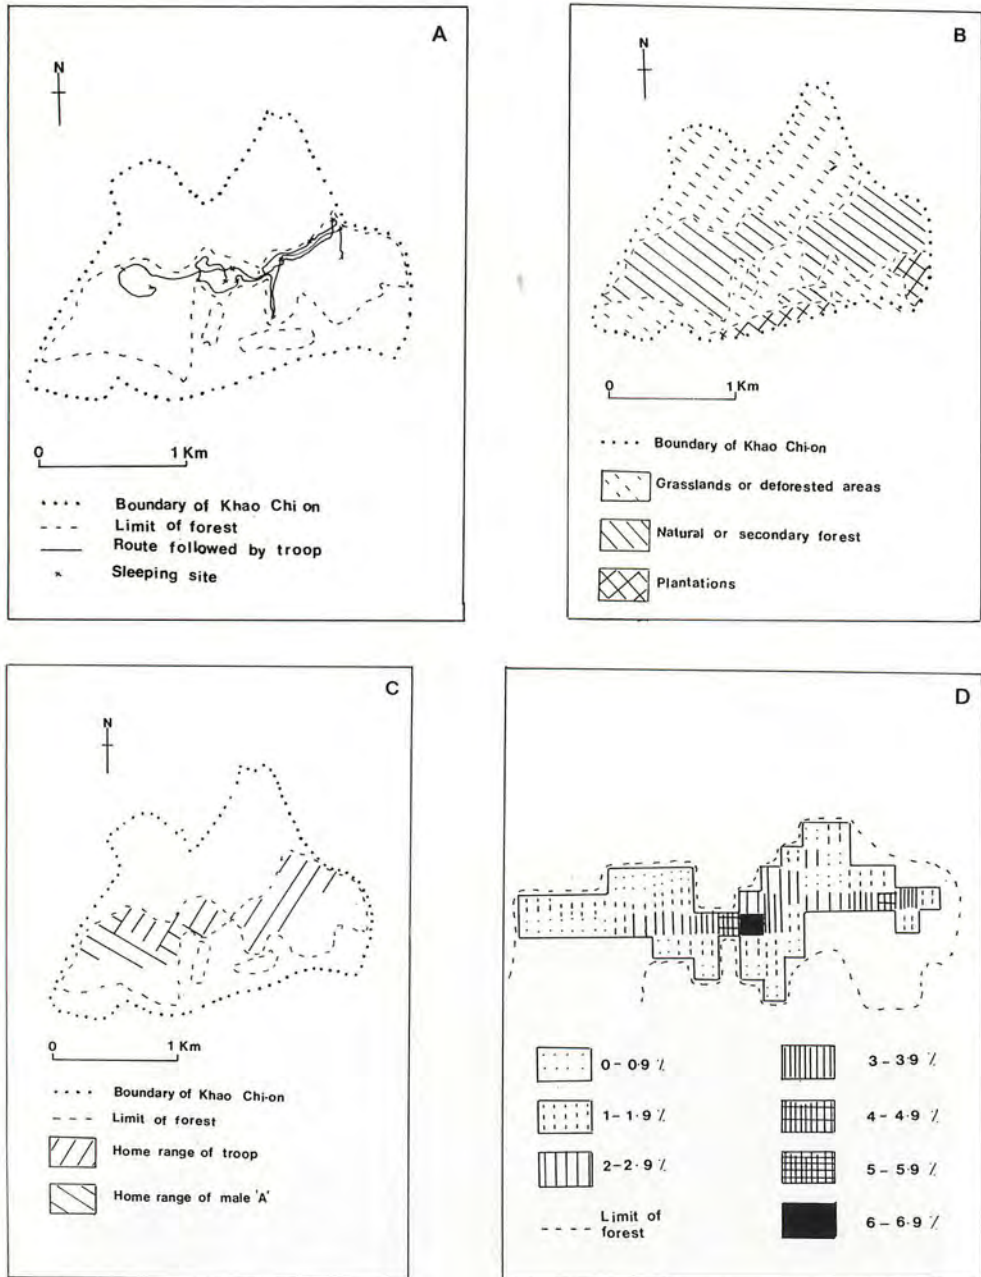 A
N
0 1 Km
Boundary of Khao Chi on
Limit of forest
Route followed by troop
Sleeping site
B
N
0 1 Km
Boundary of Khao Chi-on
Grasslands or deforested areas
Natural or secondary forest
Plantations
C
N
0 1 Km
Boundary of Khao Chi-on
Limit of forest
Home range of troop
Home range of male 'A'
D
0 - 0·9 %
1 - 1·9 %
2 - 2·9 %
Limit of
forest
3 - 3·9 %
4 - 4·9 %
5 - 5·9 %
6 - 6·9 %